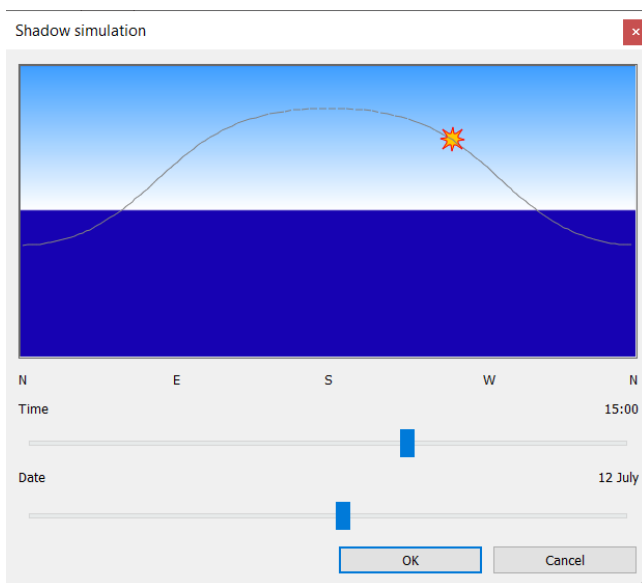 Shadow simulation
N E S W N
Time 15:00
Date 12 July
OK Cancel